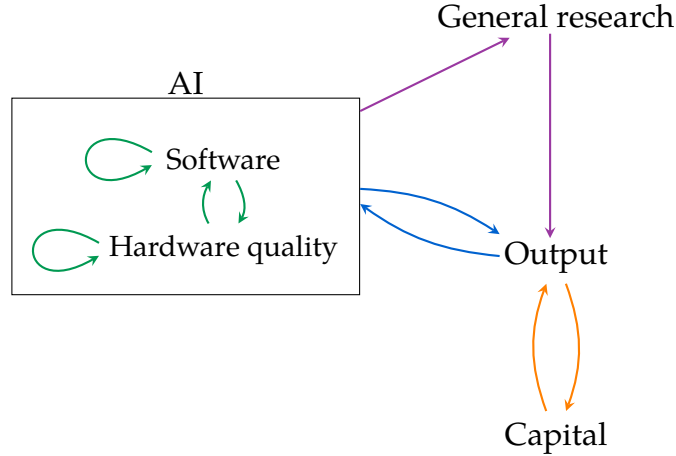 General research
AI
Software
Hardware quality
Output
Capital